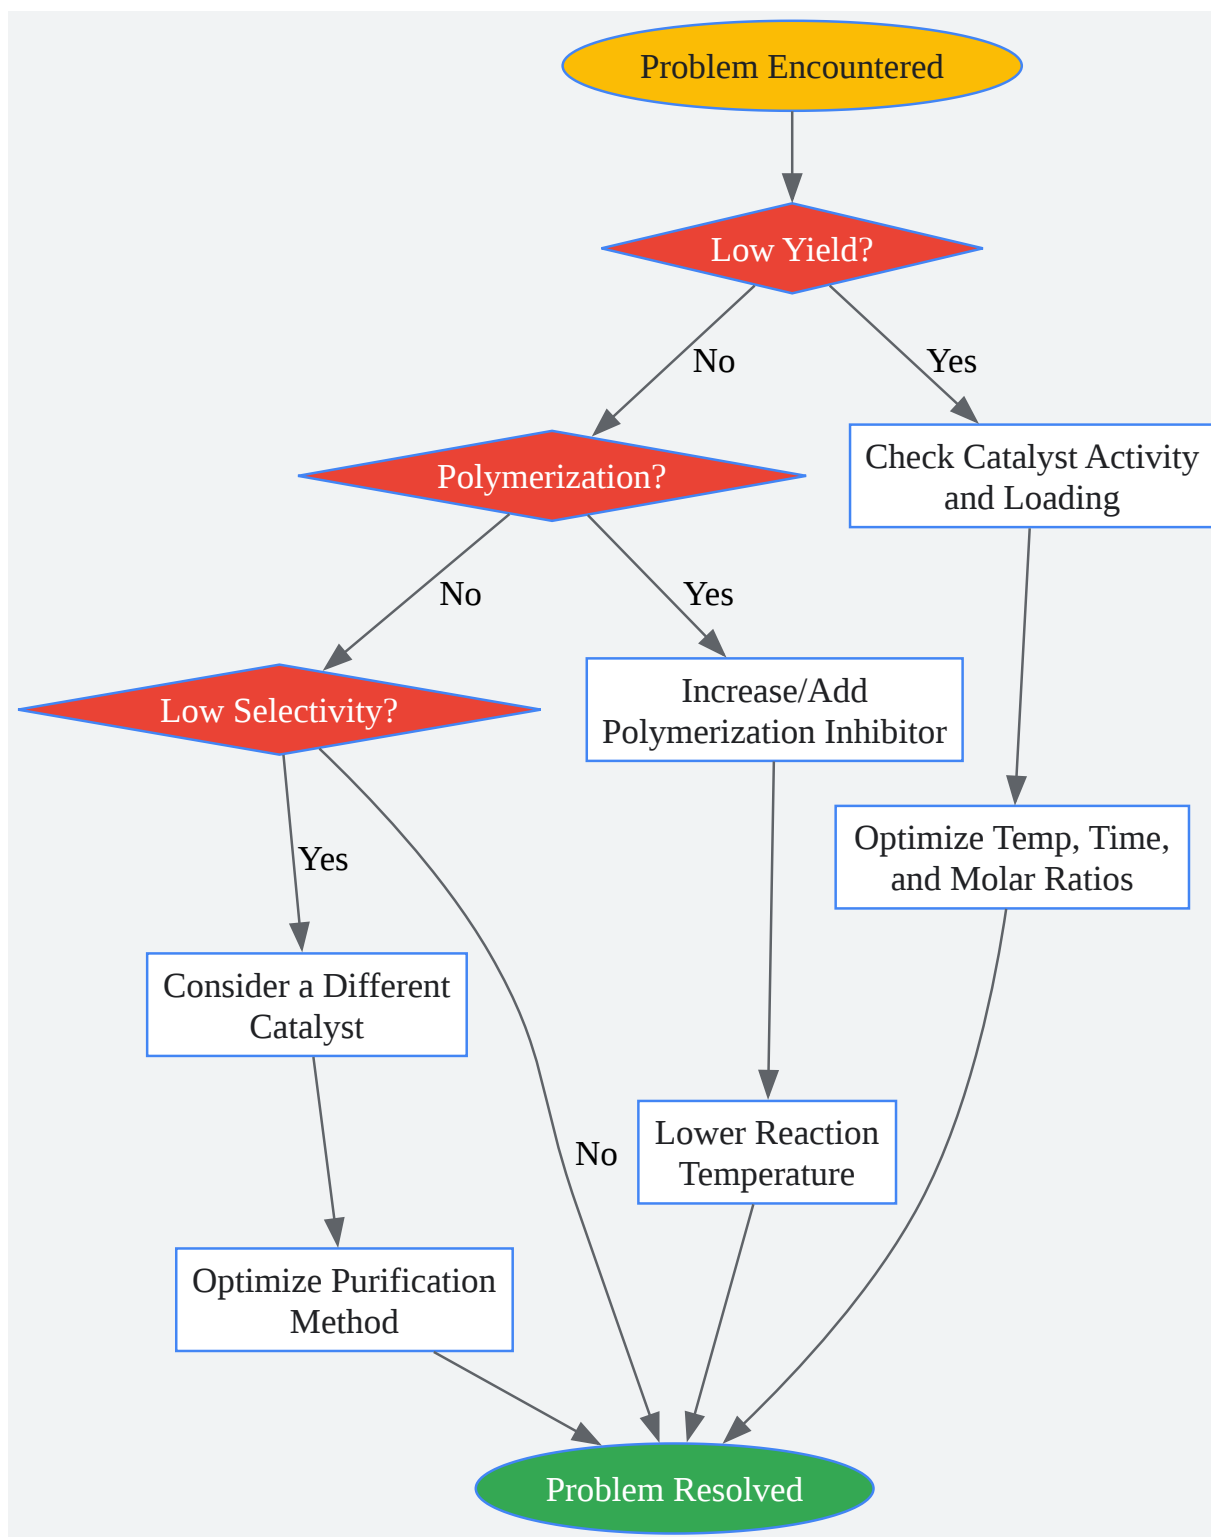 Problem Encountered
Low Yield?
No
Yes
Polymerization?
Check Catalyst Activity
and Loading
No
Yes
Low Selectivity?
Increase/Add
Polymerization Inhibitor
Optimize Temp, Time,
and Molar Ratios
Yes
Consider a Different
Catalyst
No
Lower Reaction
Temperature
Optimize Purification
Method
Problem Resolved